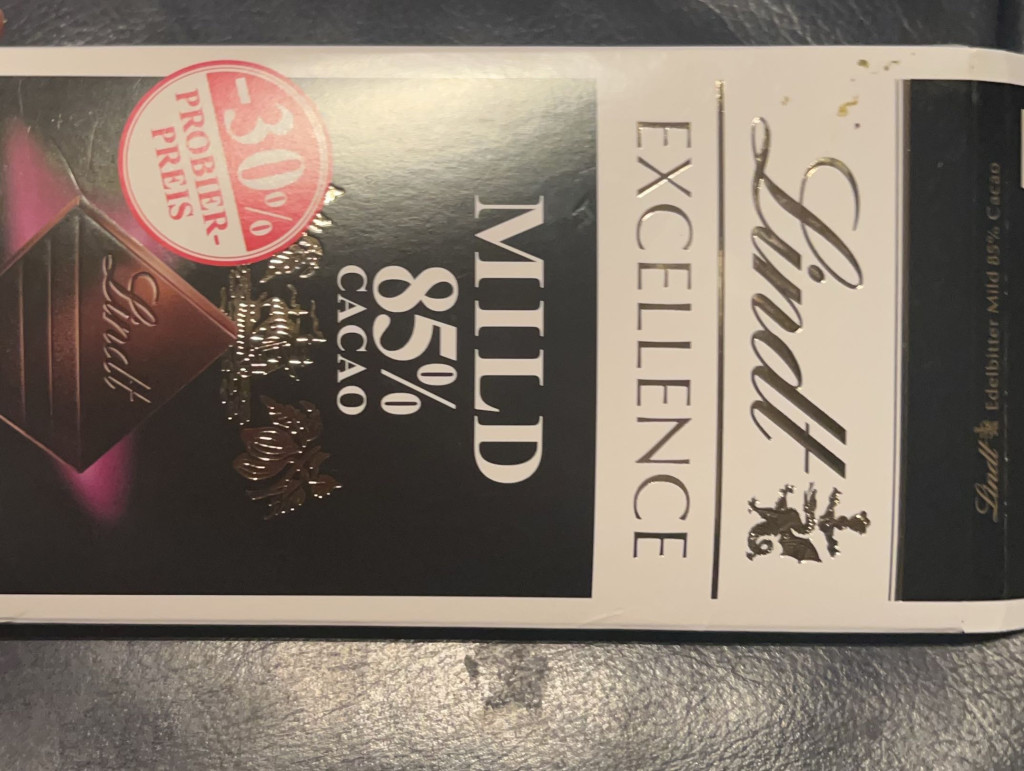 Lindt Edelbitter Mild 85% Cacao
Lindt
EXCELLENCE
MILD
85%
CACAO
-30%
PROBIER-
PREIS
Lindt